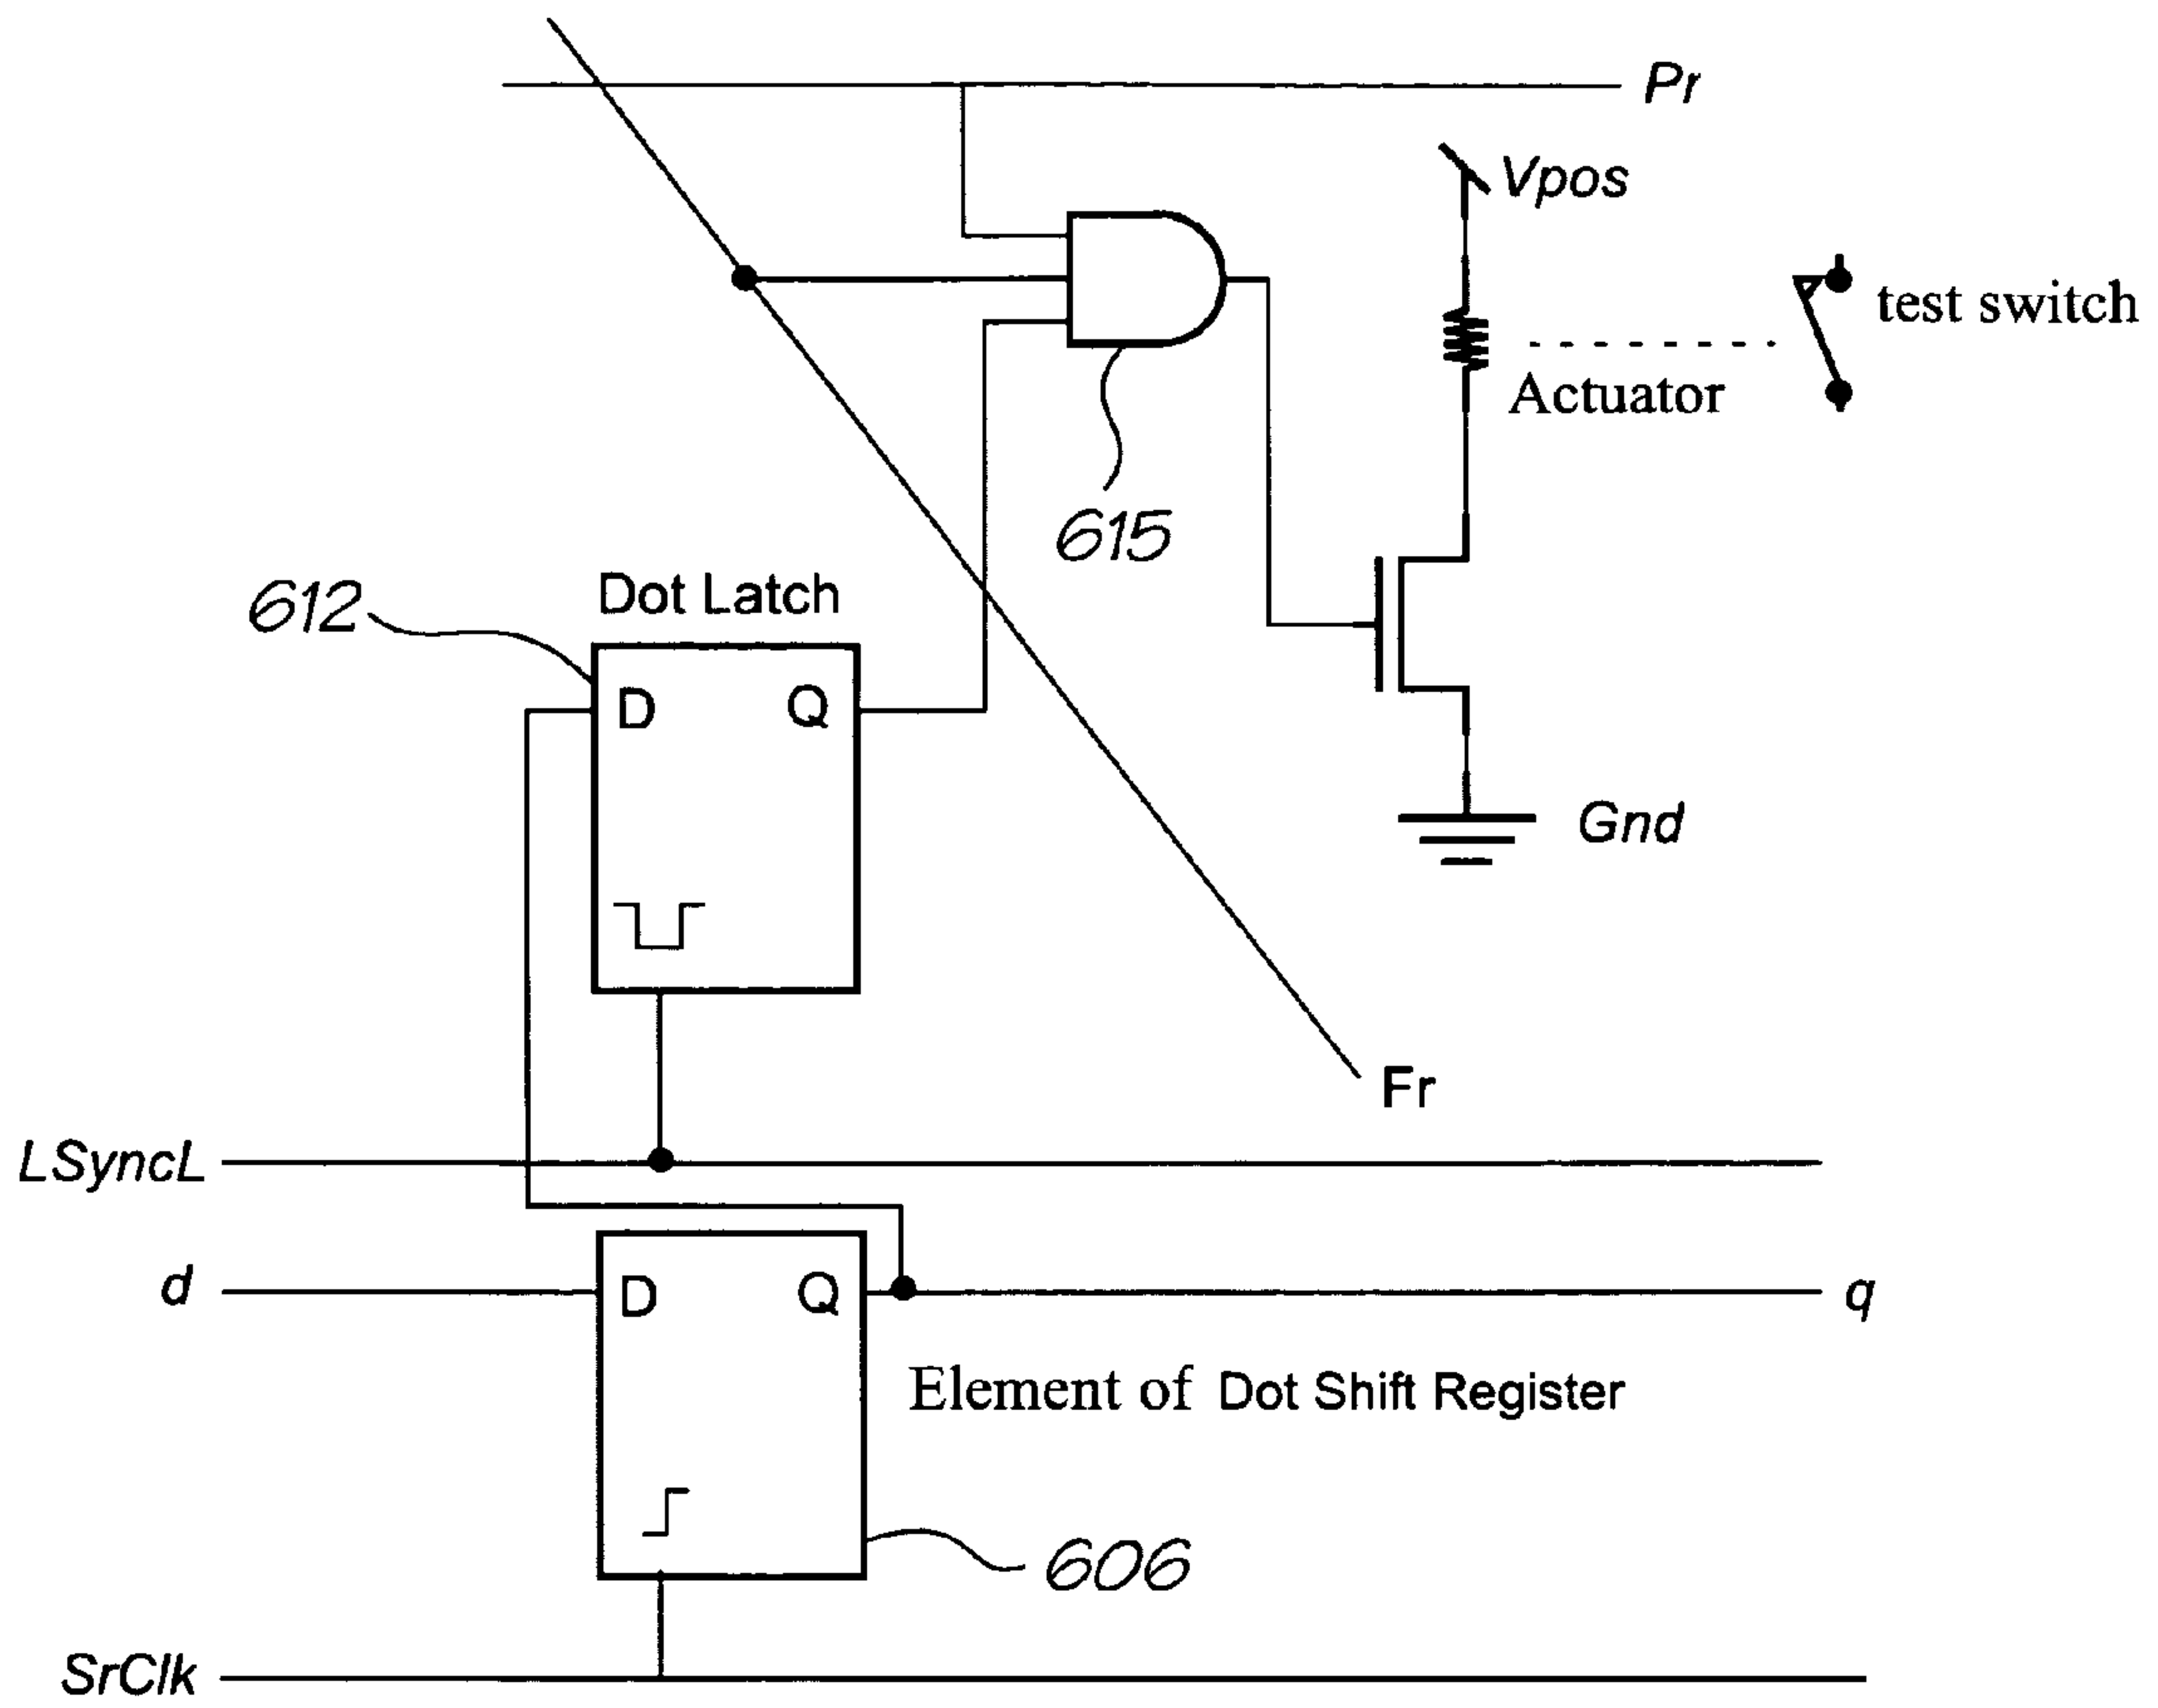 Pr
Vpos
test switch
Actuator
615
612
Dot Latch
D Q
Gnd
Fr
LSyncL
d
D Q
q
Element of Dot Shift Register
606
SrClk